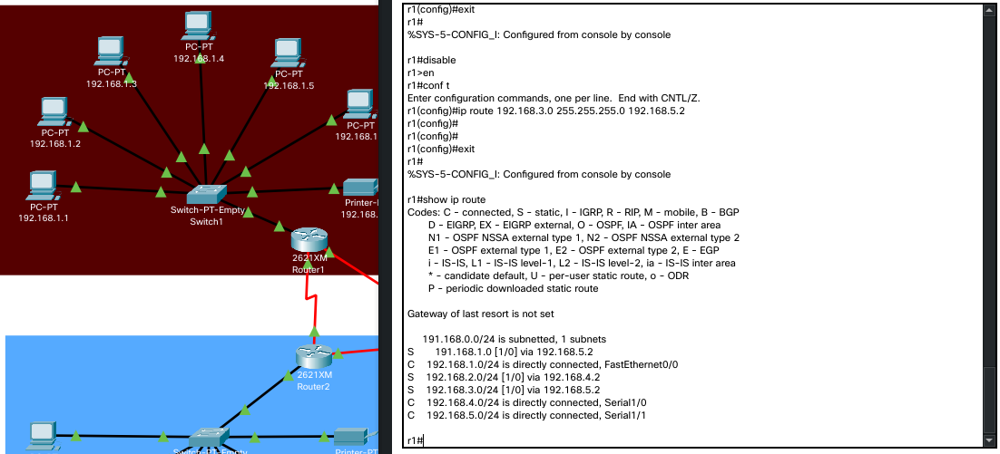 PC-PT
192.168.1.4
PC-PT
192.168.1.3
PC-PT
192.168.1.5
PC-PT
192.168.1.2
PC-PT
192.168.1
PC-PT
192.168.1.1
Switch-PT-Empty
Switch1
Printer-
192.168.
2621XM
Router1
2621XM
Router2
Switch-PT-Empty
Printer-PT
r1(config)#exit
r1#
%SYS-5-CONFIG_I: Configured from console by console
r1#disable
r1>en
r1#conf t
Enter configuration commands, one per line.  End with CNTL/Z.
r1(config)#ip route 192.168.3.0 255.255.255.0 192.168.5.2
r1(config)#
r1(config)#
r1(config)#exit
r1#
%SYS-5-CONFIG_I: Configured from console by console
r1#show ip route
Codes: C - connected, S - static, I - IGRP, R - RIP, M - mobile, B - BGP
D - EIGRP, EX - EIGRP external, O - OSPF, IA - OSPF inter area
N1 - OSPF NSSA external type 1, N2 - OSPF NSSA external type 2
E1 - OSPF external type 1, E2 - OSPF external type 2, E - EGP
i - IS-IS, L1 - IS-IS level-1, L2 - IS-IS level-2, ia - IS-IS inter area
* - candidate default, U - per-user static route, o - ODR
P - periodic downloaded static route
Gateway of last resort is not set
191.168.0.0/24 is subnetted, 1 subnets
S 191.168.1.0 [1/0] via 192.168.5.2
C 192.168.1.0/24 is directly connected, FastEthernet0/0
S 192.168.2.0/24 [1/0] via 192.168.4.2
S 192.168.3.0/24 [1/0] via 192.168.5.2
C 192.168.4.0/24 is directly connected, Serial1/0
C 192.168.5.0/24 is directly connected, Serial1/1
r1#